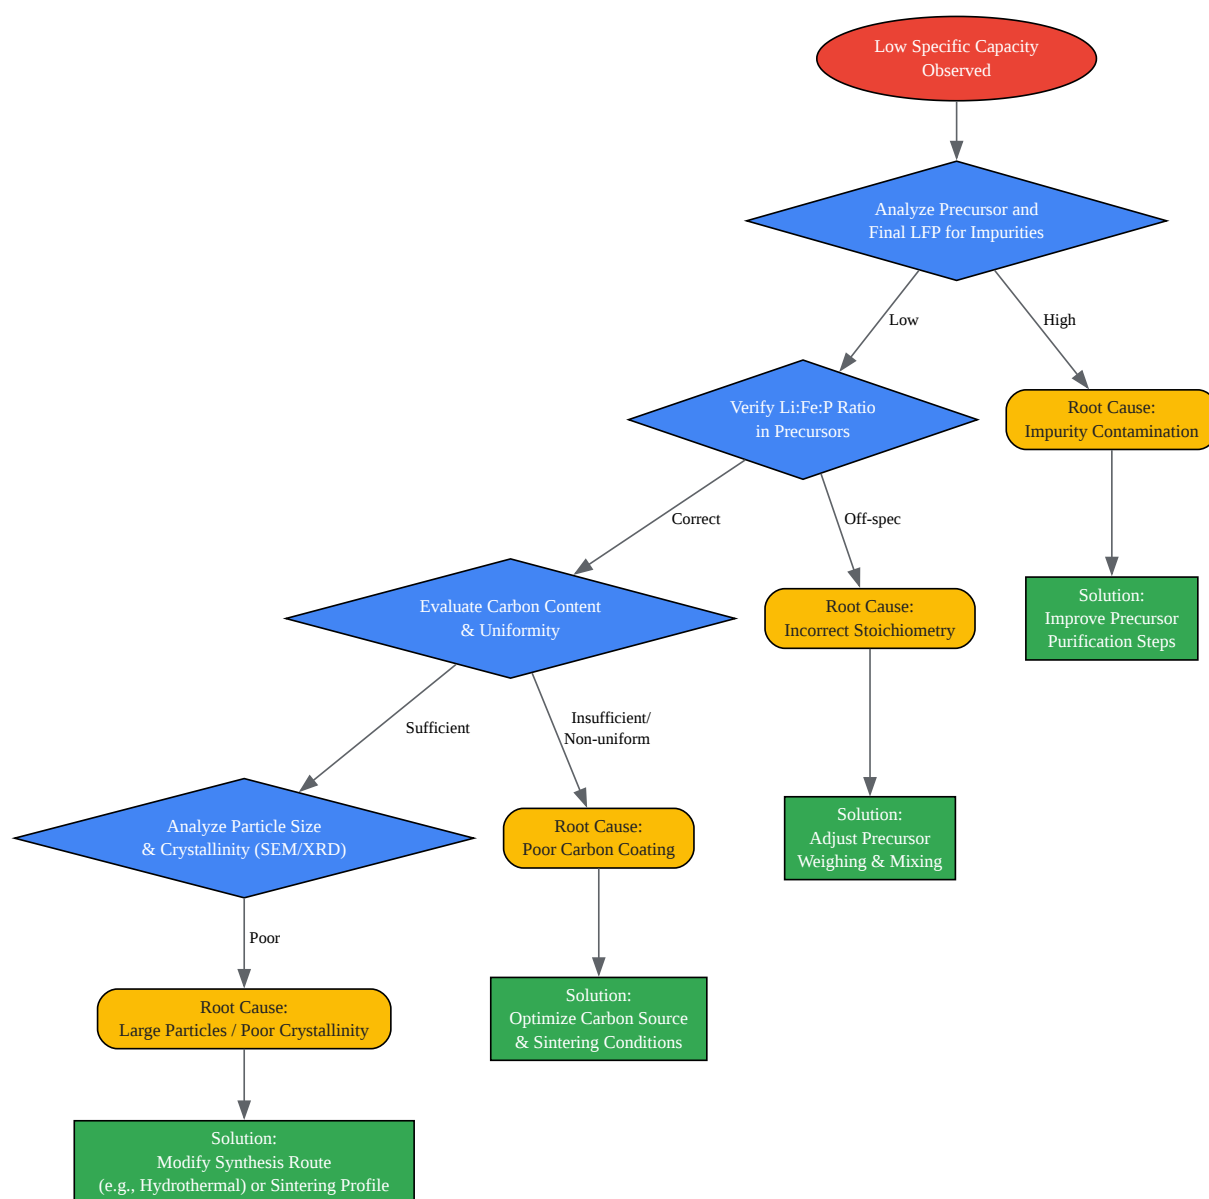 Low Specific Capacity
Observed
Analyze Precursor and
Final LFP for Impurities
Low
High
Verify Li:Fe:P Ratio
in Precursors
Root Cause:
Impurity Contamination
Correct
Off-spec
Evaluate Carbon Content
& Uniformity
Root Cause:
Incorrect Stoichiometry
Solution:
Improve Precursor
Purification Steps
Sufficient
Insufficient/
Non-uniform
Analyze Particle Size
& Crystallinity (SEM/XRD)
Root Cause:
Poor Carbon Coating
Solution:
Adjust Precursor
Weighing & Mixing
Poor
Root Cause:
Large Particles / Poor Crystallinity
Solution:
Optimize Carbon Source
& Sintering Conditions
Solution:
Modify Synthesis Route
(e.g., Hydrothermal) or Sintering Profile